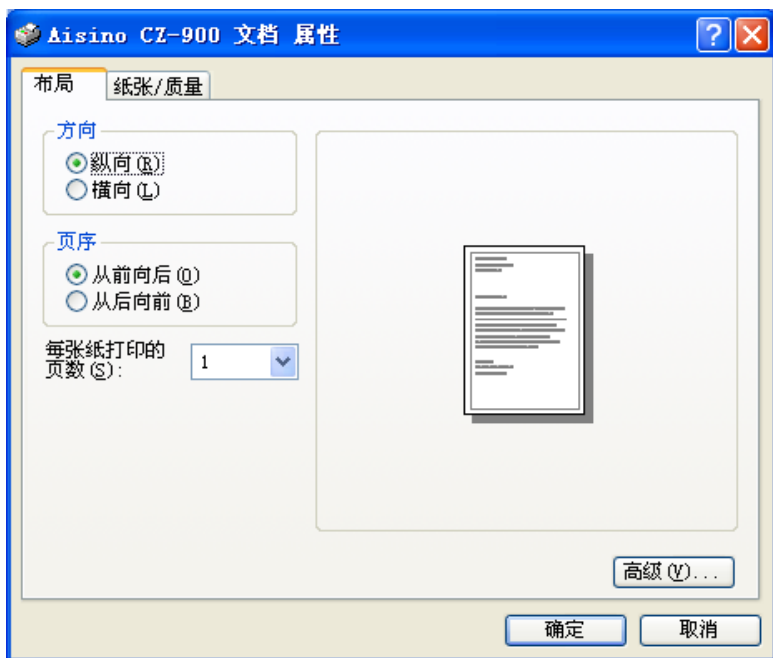 Aisino CZ-900 文档 属性
布局
纸张/质量
方向
纵向(R)
横向(L)
页序
从前向后(O)
从后向前(B)
每张纸打印的
页数(S):
1
高级(V)...
确定
取消